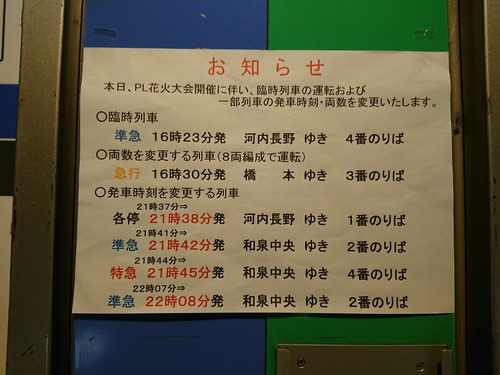 お知らせ
本日、PL花火大会開催に伴い、臨時列車の運転および
一部列車の発車時刻・両数を変更いたします。
○臨時列車
準急 16時23分発 河内長野 ゆき 4番のりば
○両数を変更する列車(8両編成で運転)
急行 16時30分発 橋本 ゆき 3番のりば
○発車時刻を変更する列車
21時37分⇒
各停 21時38分発 河内長野 ゆき 1番のりば
21時41分⇒
準急 21時42分発 和泉中央 ゆき 2番のりば
21時44分⇒
特急 21時45分発 和泉中央 ゆき 4番のりば
22時07分⇒
準急 22時08分発 和泉中央 ゆき 2番のりば